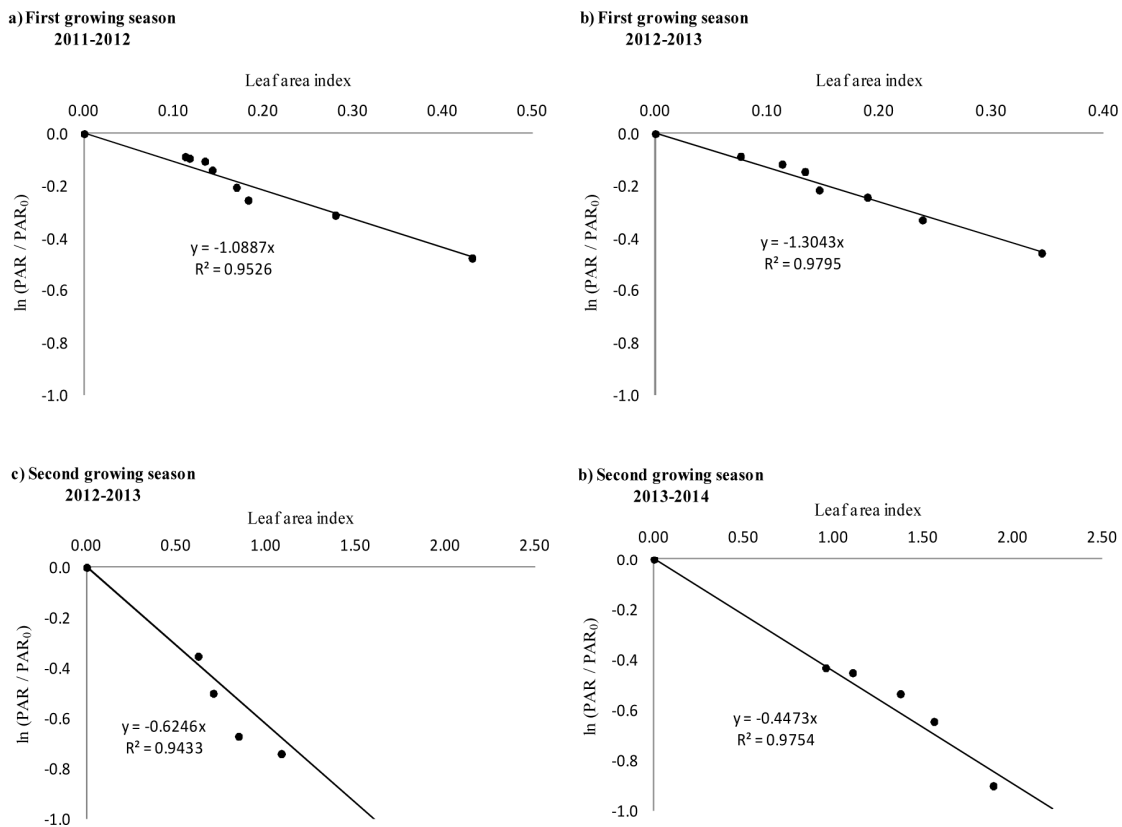 a) First growing season
2011-2012
Leaf area index
0.00 0.10 0.20 0.30 0.40 0.50
0.0
-0.2
-0.4
-0.6
-0.8
-1.0
ln (PAR / PAR₀)
y = -1.0887x
R² = 0.9526
b) First growing season
2012-2013
Leaf area index
0.00 0.10 0.20 0.30 0.40
0.0
-0.2
-0.4
-0.6
-0.8
-1.0
ln (PAR / PAR₀)
y = -1.3043x
R² = 0.9795
c) Second growing season
2012-2013
Leaf area index
0.00 0.50 1.00 1.50 2.00 2.50
0.0
-0.2
-0.4
-0.6
-0.8
-1.0
ln (PAR / PAR₀)
y = -0.6246x
R² = 0.9433
b) Second growing season
2013-2014
Leaf area index
0.00 0.50 1.00 1.50 2.00 2.50
0.0
-0.2
-0.4
-0.6
-0.8
-1.0
ln (PAR / PAR₀)
y = -0.4473x
R² = 0.9754